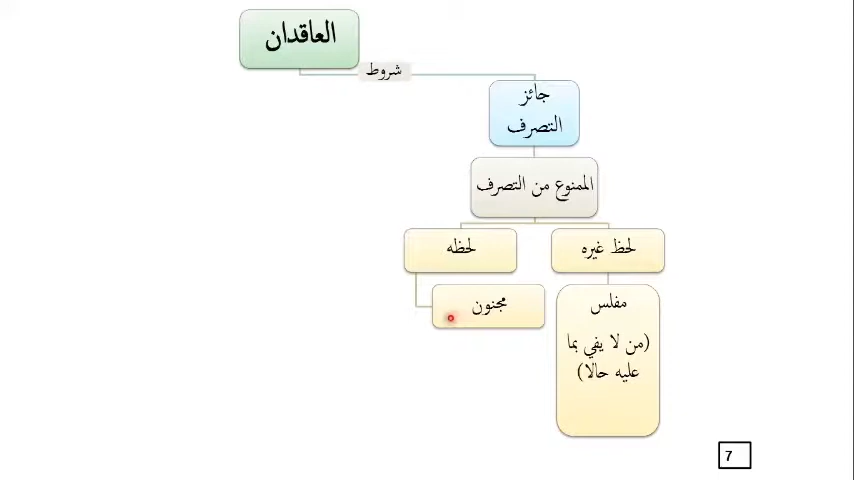 العاقدان
شروط
جائز
التصرف
الممنوع من التصرف
لحظ غيره
لحظه
مفلس
(من لا يفي بما
عليه حالا)
مجنون
7